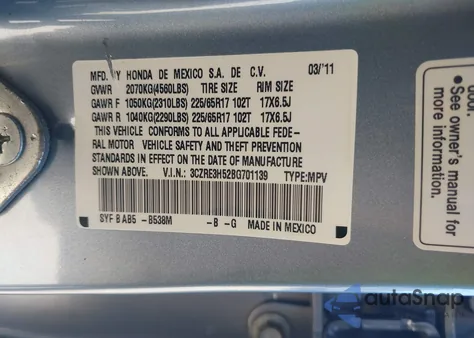 MFD. BY HONDA DE MEXICO S.A. DE C.V. 03/'11
GVWR 2070KG(4560LBS) TIRE SIZE RIM SIZE
GAWR F 1050KG(2310LBS) 225/65R17 102T 17X6.5J
GAWR R 1040KG(2290LBS) 225/65R17 102T 17X6.5J
THIS VEHICLE CONFORMS TO ALL APPLICABLE FEDE-
RAL MOTOR VEHICLE SAFETY AND THEFT PREVENTION
STANDARDS IN EFFECT ON THE DATE OF MANUFACTURE
SHOWN ABOVE. V.I.N.: 3CZRE3H52BG701139 TYPE:MPV
SYF B AB5 -B538M -B -G MADE IN MEXICO
door.
• See owner's
manual for
more
information.
autoSnap